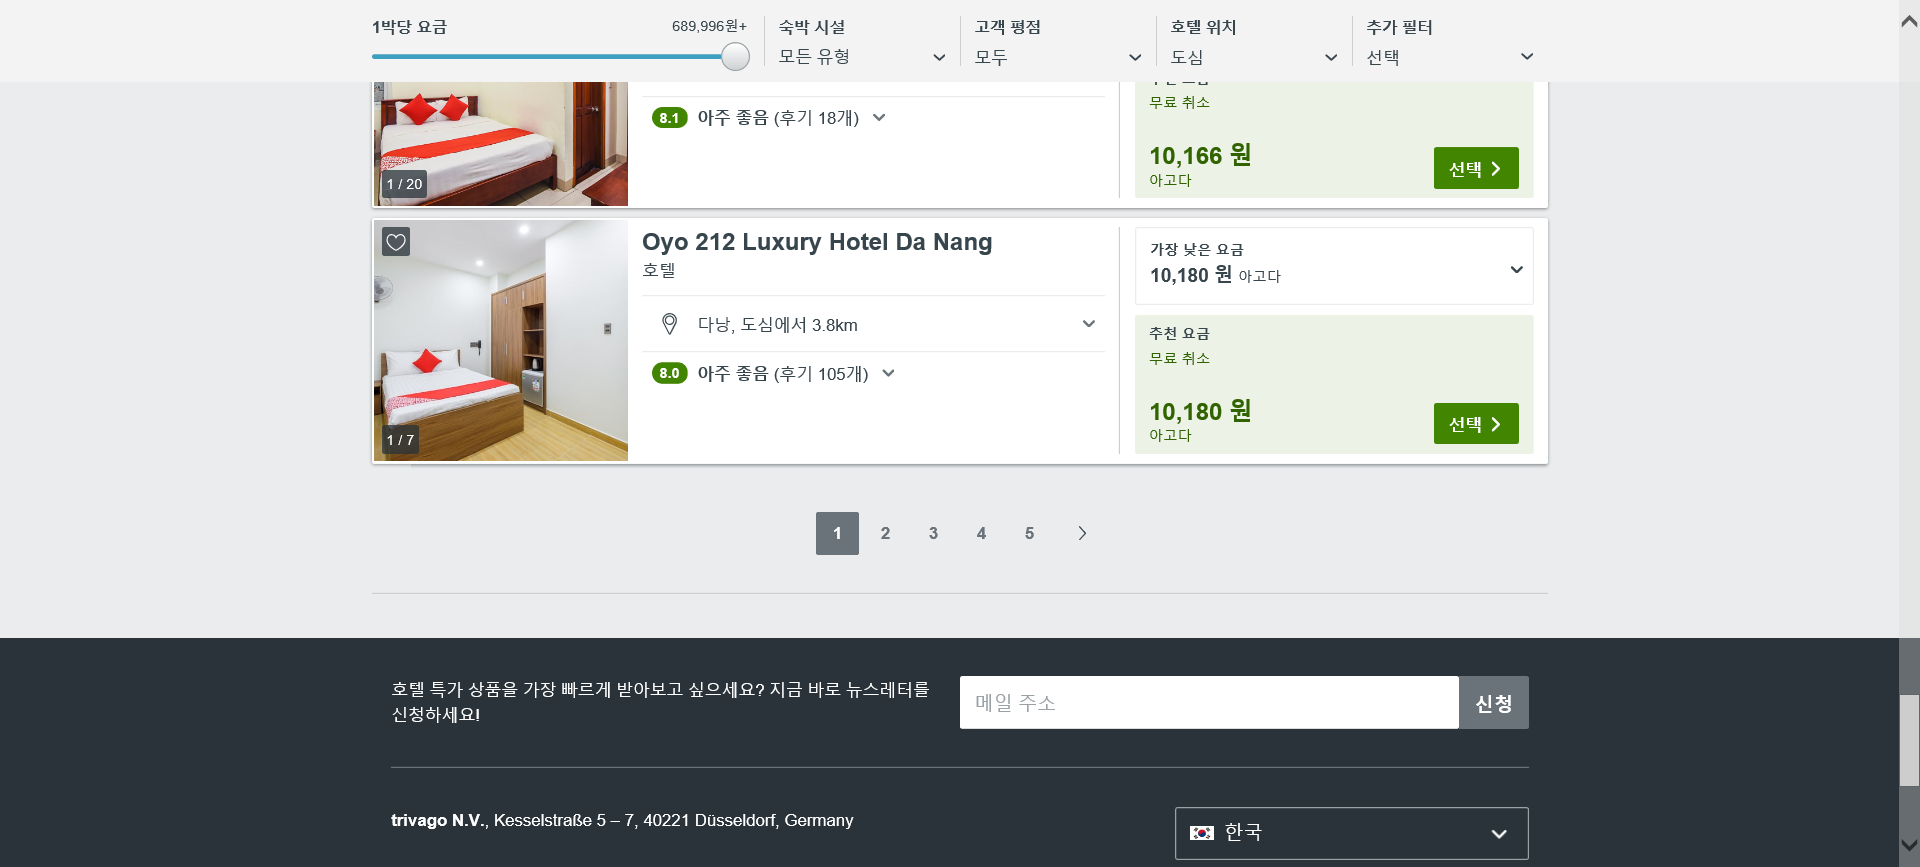 1박당 요금
689,996원+
숙박 시설
모든 유형
고객 평점
모두
호텔 위치
도심
추가 필터
선택
무료 취소
8.1 아주 좋음 (후기 18개)
10,166 원
아고다
선택
1 / 20
Oyo 212 Luxury Hotel Da Nang
호텔
다낭, 도심에서 3.8km
8.0 아주 좋음 (후기 105개)
1 / 7
가장 낮은 요금
10,180 원 아고다
추천 요금
무료 취소
10,180 원
아고다
선택
1 2 3 4 5
호텔 특가 상품을 가장 빠르게 받아보고 싶으세요? 지금 바로 뉴스레터를
신청하세요!
메일 주소
신청
trivago N.V., Kesselstraße 5 – 7, 40221 Düsseldorf, Germany
한국